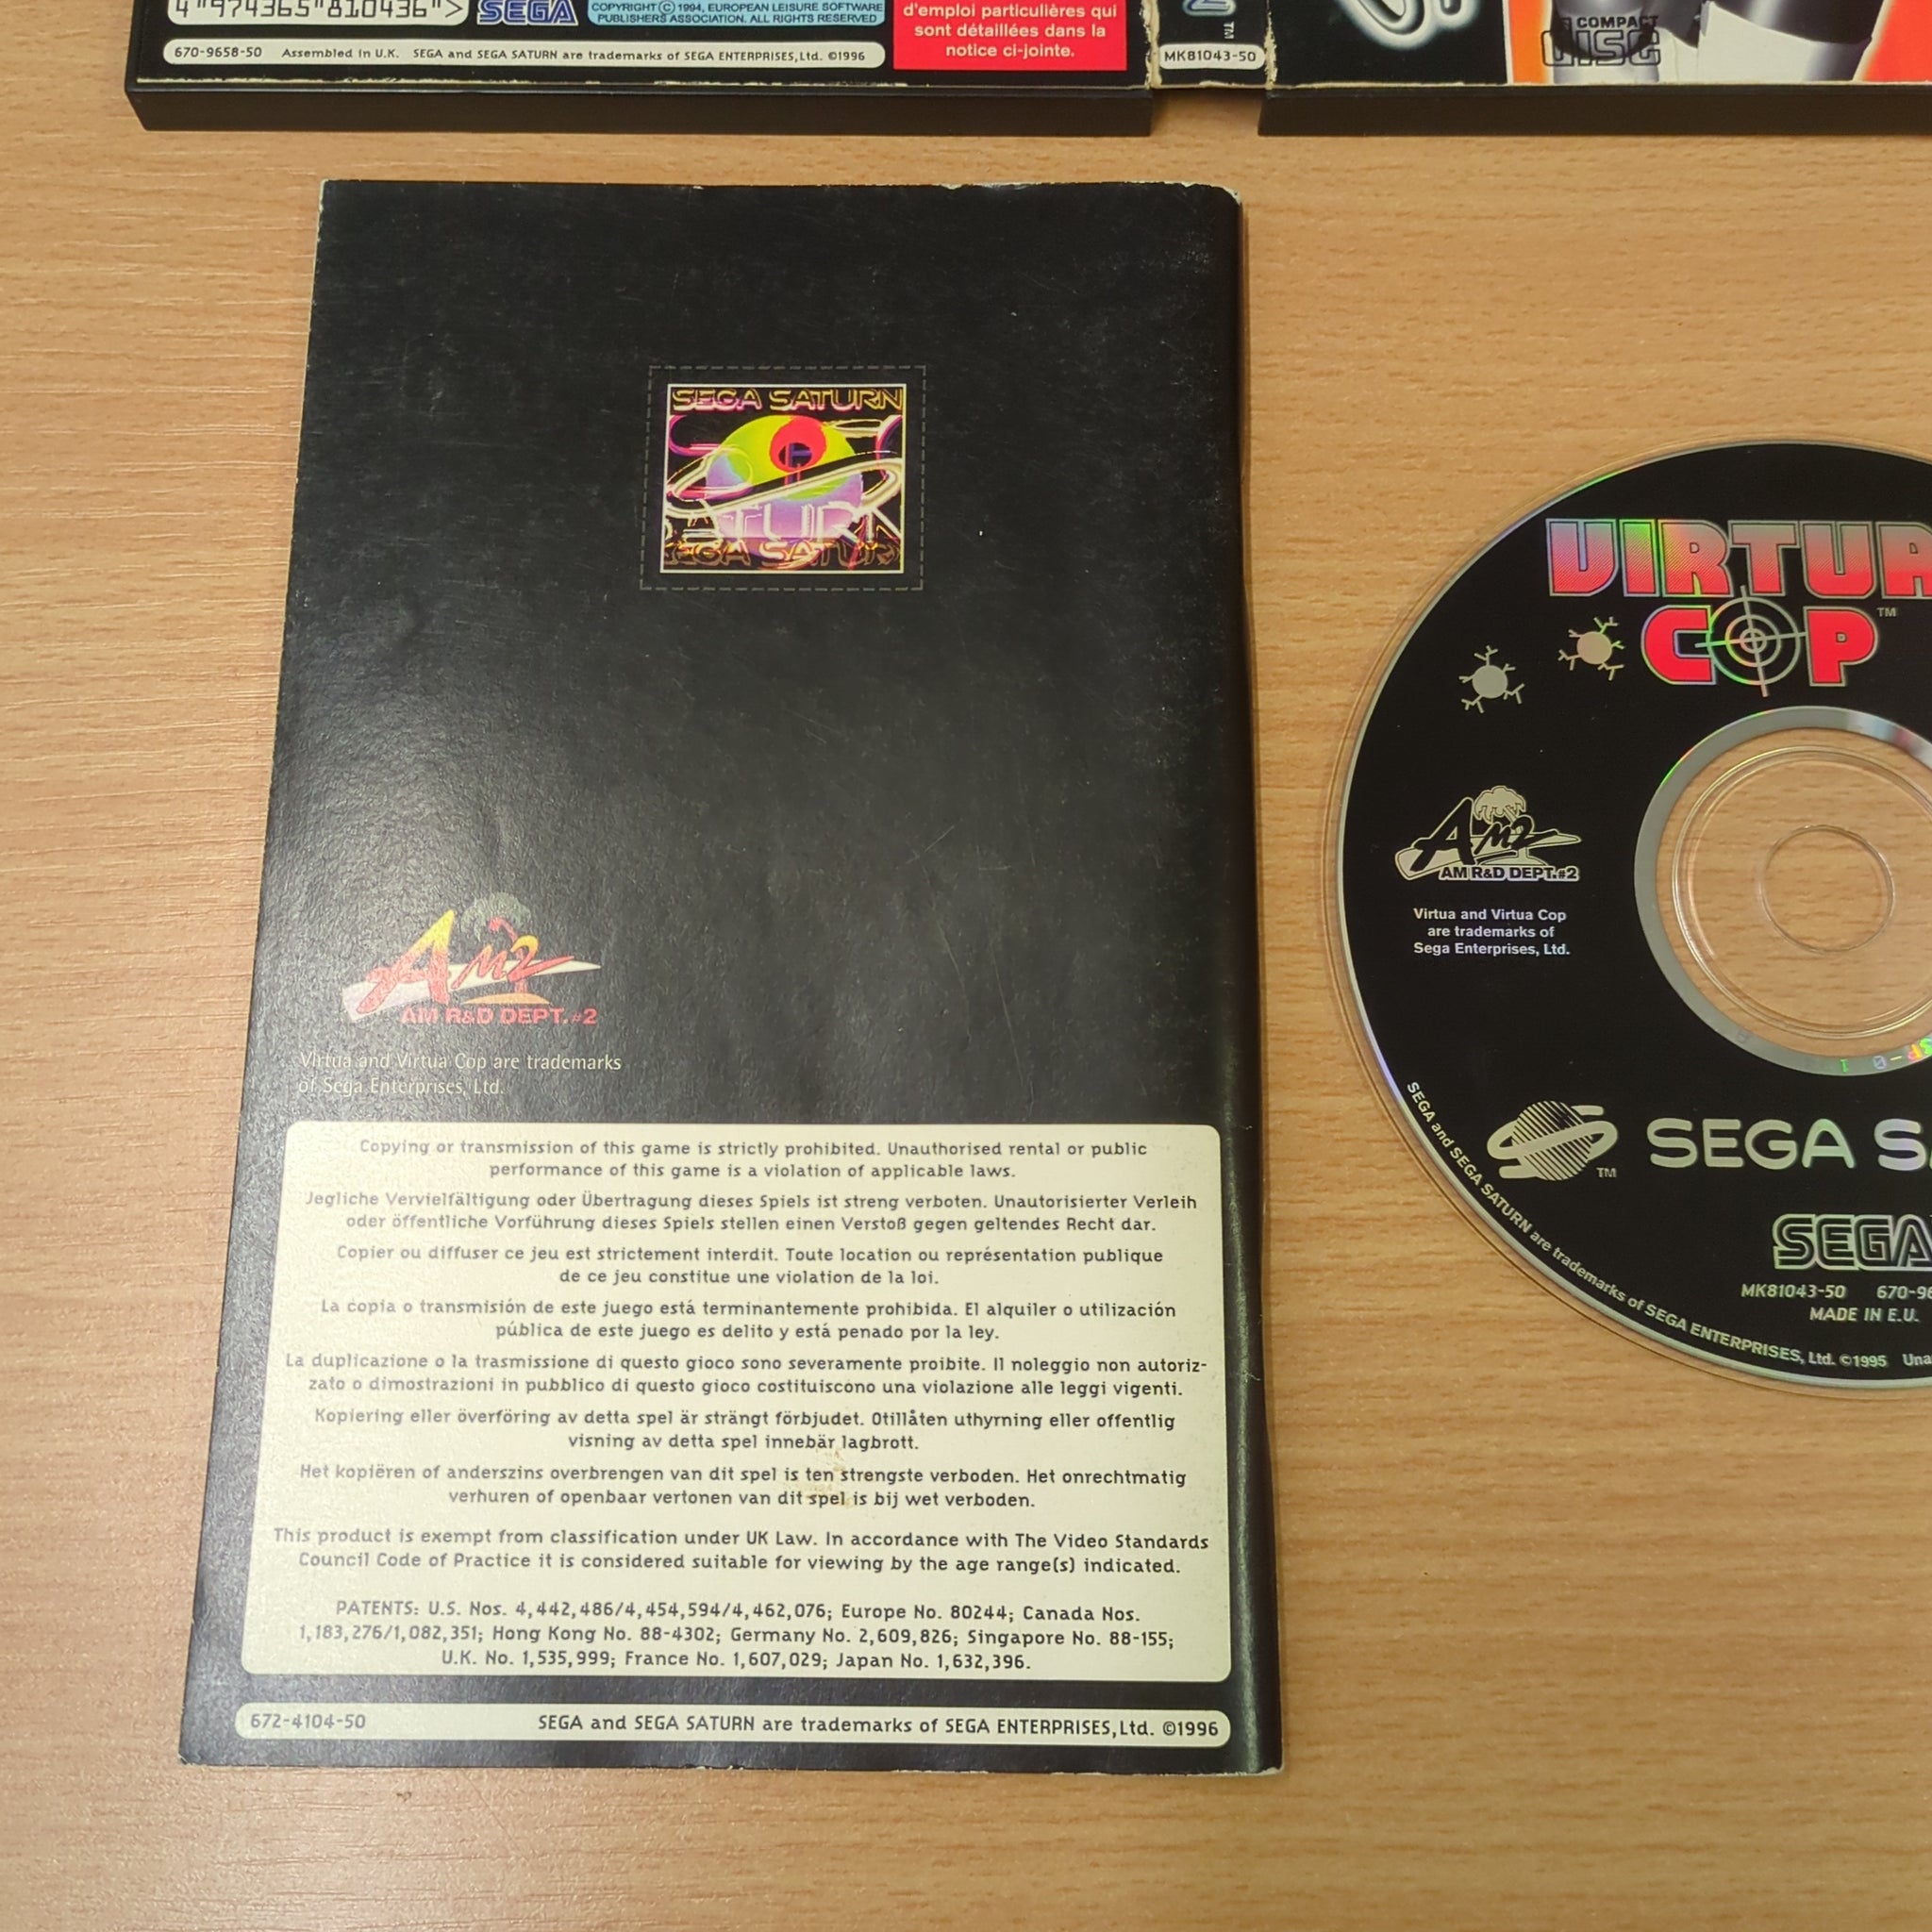 4"974365"810436">
SEGA
COPYRIGHT © 1994, EUROPEAN LEISURE SOFTWARE
PUBLISHERS ASSOCIATION. ALL RIGHTS RESERVED
670-9658-50 Assembled in U.K. SEGA and SEGA SATURN are trademarks of SEGA ENTERPRISES,Ltd. ©1996
d'emploi particulières qui
sont détaillées dans la
notice ci-jointe.
TM
MK81043-50
COMPACT
disc
SEGA SATURN
SEGA SATURN
AM2
AM R&D DEPT.#2
Virtua and Virtua Cop are trademarks
of Sega Enterprises, Ltd.
Copying or transmission of this game is strictly prohibited. Unauthorised rental or public
performance of this game is a violation of applicable laws.
Jegliche Vervielfältigung oder Übertragung dieses Spiels ist streng verboten. Unautorisierter Verleih
oder öffentliche Vorführung dieses Spiels stellen einen Verstoß gegen geltendes Recht dar.
Copier ou diffuser ce jeu est strictement interdit. Toute location ou représentation publique
de ce jeu constitue une violation de la loi.
La copia o transmisión de este juego está terminantemente prohibida. El alquiler o utilización
pública de este juego es delito y está penado por la ley.
La duplicazione o la trasmissione di questo gioco sono severamente proibite. Il noleggio non autoriz-
zato o dimostrazioni in pubblico di questo gioco costituiscono una violazione alle leggi vigenti.
Kopiering eller överföring av detta spel är strängt förbjudet. Otillåten uthyrning eller offentlig
visning av detta spel innebär lagbrott.
Het kopiëren of anderszins overbrengen van dit spel is ten strengste verboden. Het onrechtmatig
verhuren of openbaar vertonen van dit spel is bij wet verboden.
This product is exempt from classification under UK Law. In accordance with The Video Standards
Council Code of Practice it is considered suitable for viewing by the age range(s) indicated.
PATENTS: U.S. Nos. 4,442,486/4,454,594/4,462,076; Europe No. 80244; Canada Nos.
1,183,276/1,082,351; Hong Kong No. 88-4302; Germany No. 2,609,826; Singapore No. 88-155;
U.K. No. 1,535,999; France No. 1,607,029; Japan No. 1,632,396.
672-4104-50 SEGA and SEGA SATURN are trademarks of SEGA ENTERPRISES,Ltd. ©1996
VIRTUA
COP™
AM2
AM R&D DEPT.#2
Virtua and Virtua Cop
are trademarks of
Sega Enterprises, Ltd.
TM
SEGA SA
SEGA
MK81043-50 670-96
MADE IN E.U.
SEGA and SEGA SATURN are trademarks of SEGA ENTERPRISES, Ltd. ©1995 Una